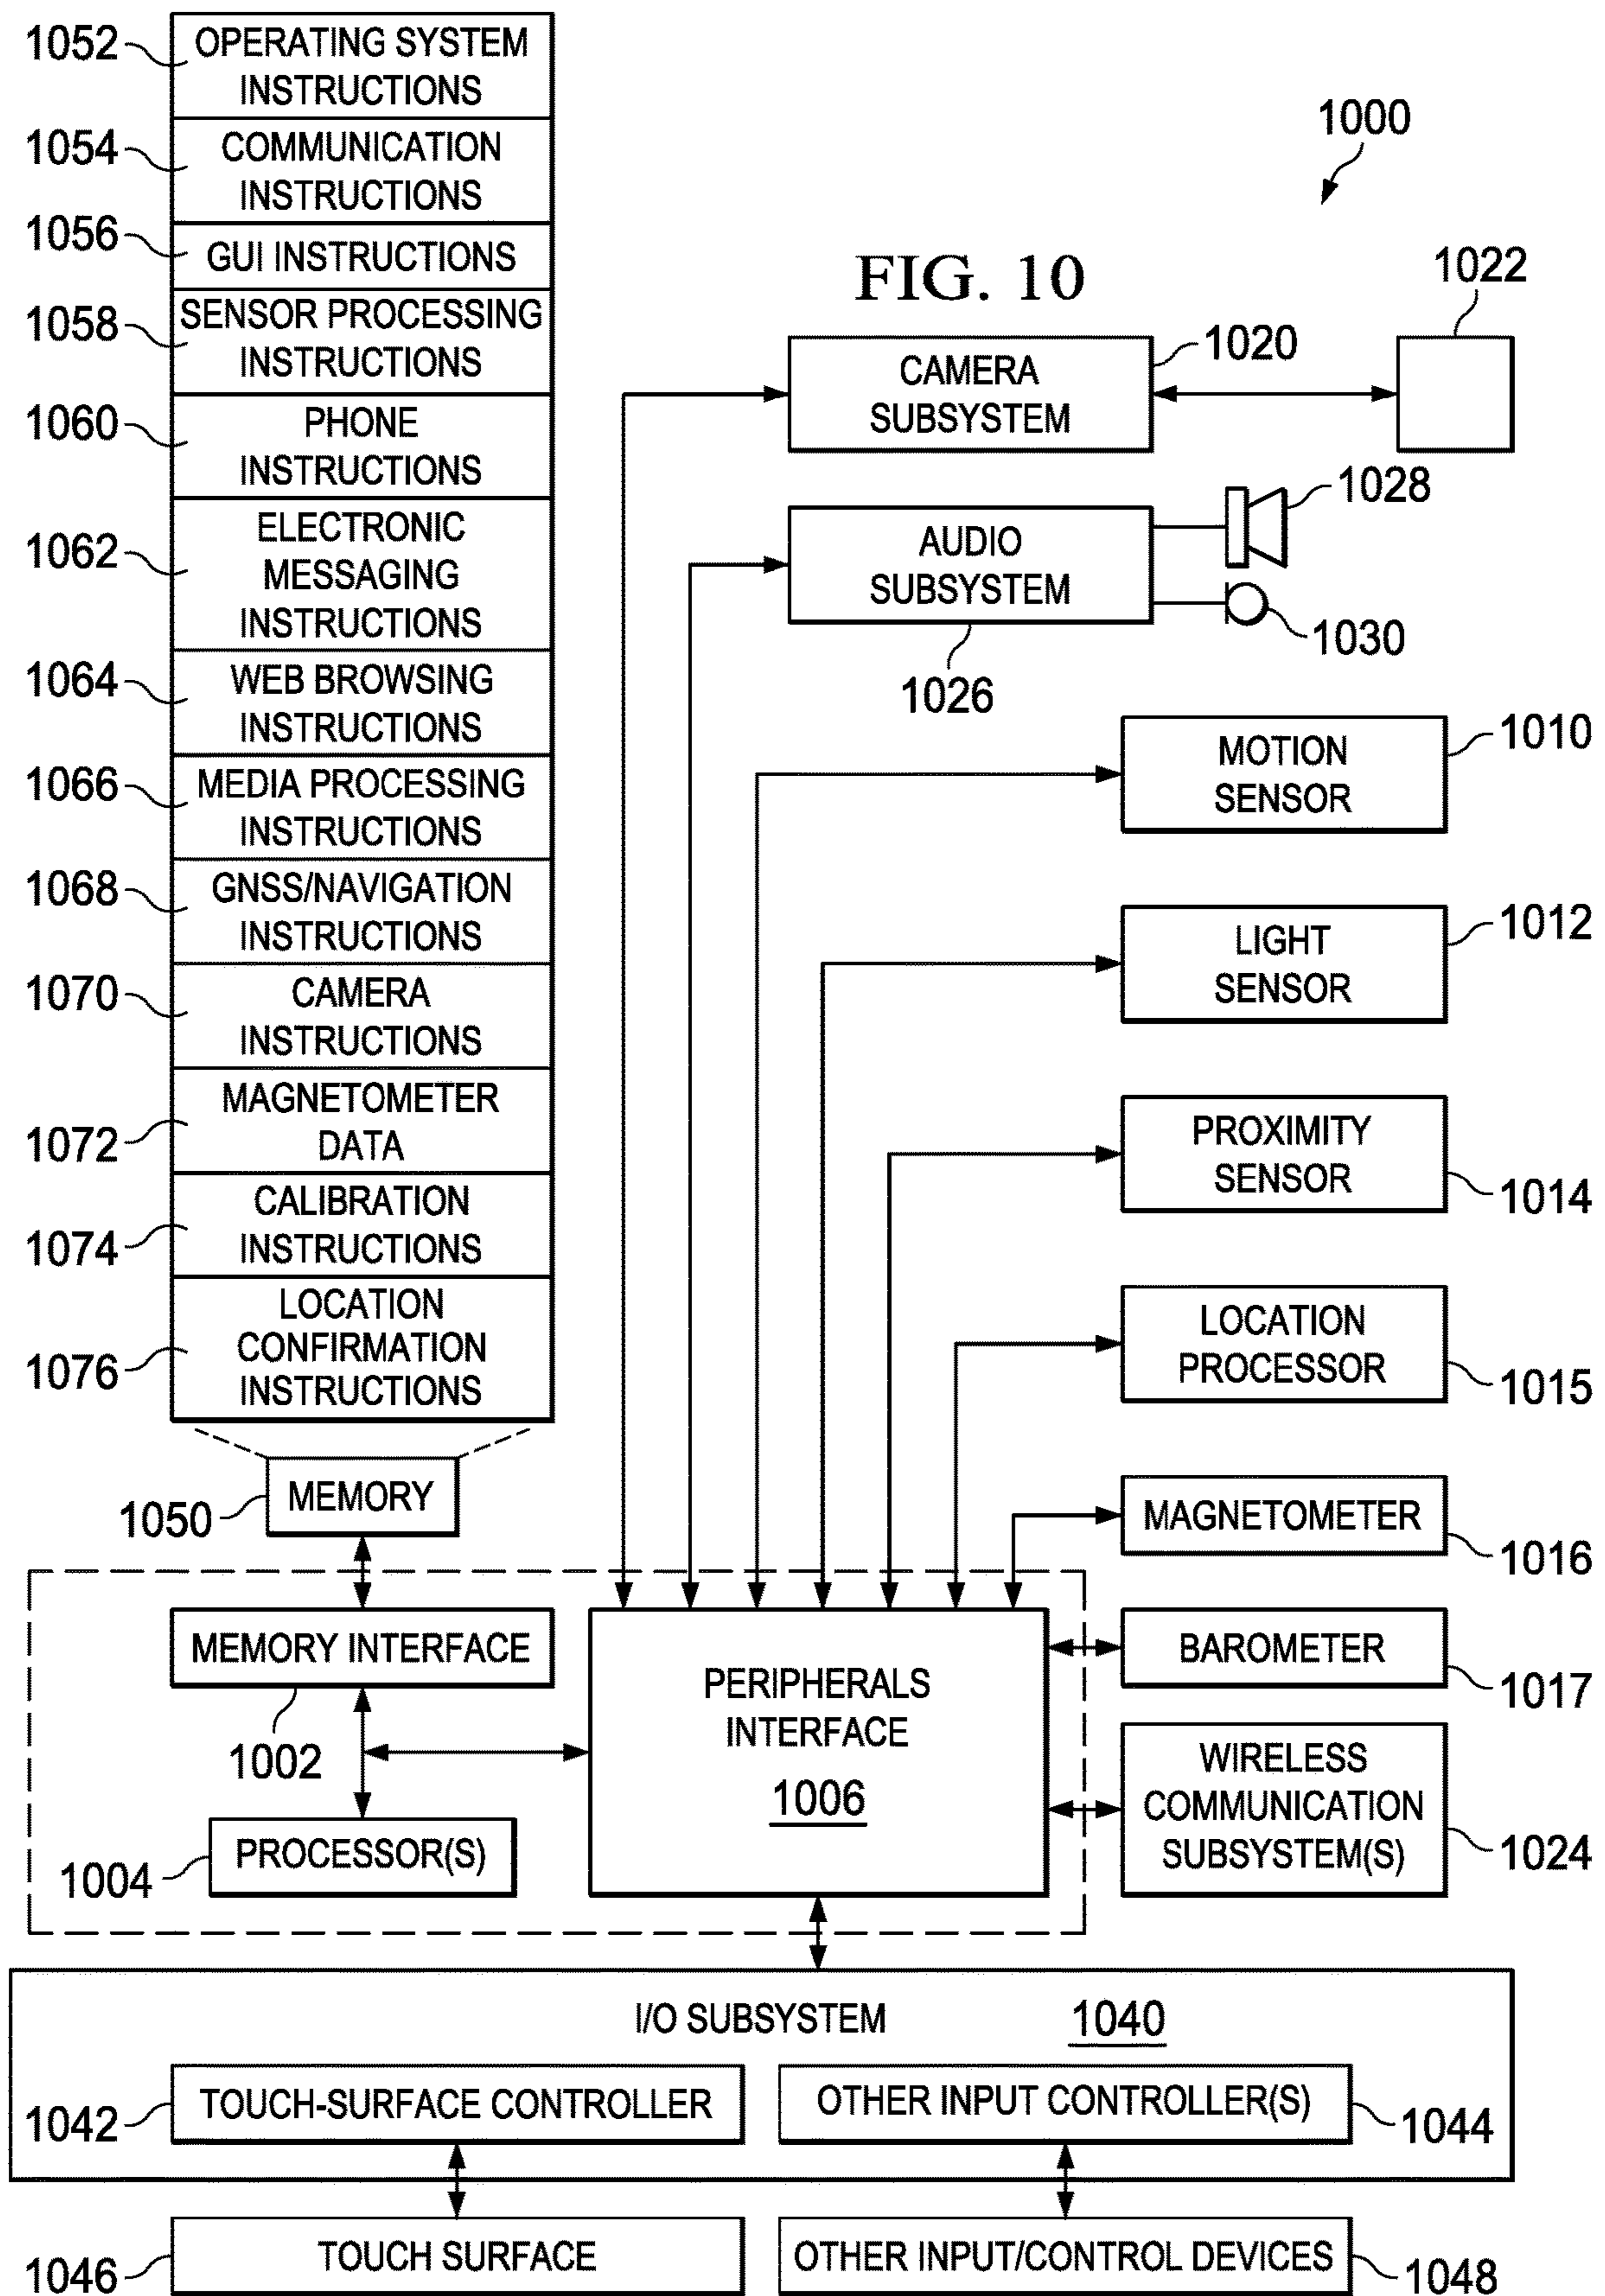 1052
OPERATING SYSTEM
INSTRUCTIONS
1054
COMMUNICATION
INSTRUCTIONS
1056
GUI INSTRUCTIONS
1058
SENSOR PROCESSING
INSTRUCTIONS
1060
PHONE
INSTRUCTIONS
1062
ELECTRONIC
MESSAGING
INSTRUCTIONS
1064
WEB BROWSING
INSTRUCTIONS
1066
MEDIA PROCESSING
INSTRUCTIONS
1068
GNSS/NAVIGATION
INSTRUCTIONS
1070
CAMERA
INSTRUCTIONS
1072
MAGNETOMETER
DATA
1074
CALIBRATION
INSTRUCTIONS
1076
LOCATION
CONFIRMATION
INSTRUCTIONS
1050
MEMORY
1000
FIG. 10
CAMERA
SUBSYSTEM
1020
1022
AUDIO
SUBSYSTEM
1026
1028
1030
MOTION
SENSOR
1010
LIGHT
SENSOR
1012
PROXIMITY
SENSOR
1014
LOCATION
PROCESSOR
1015
MAGNETOMETER
1016
MEMORY INTERFACE
1002
PROCESSOR(S)
1004
PERIPHERALS
INTERFACE
1006
BAROMETER
1017
WIRELESS
COMMUNICATION
SUBSYSTEM(S)
1024
I/O SUBSYSTEM
1040
1042
TOUCH-SURFACE CONTROLLER
OTHER INPUT CONTROLLER(S)
1044
1046
TOUCH SURFACE
OTHER INPUT/CONTROL DEVICES
1048